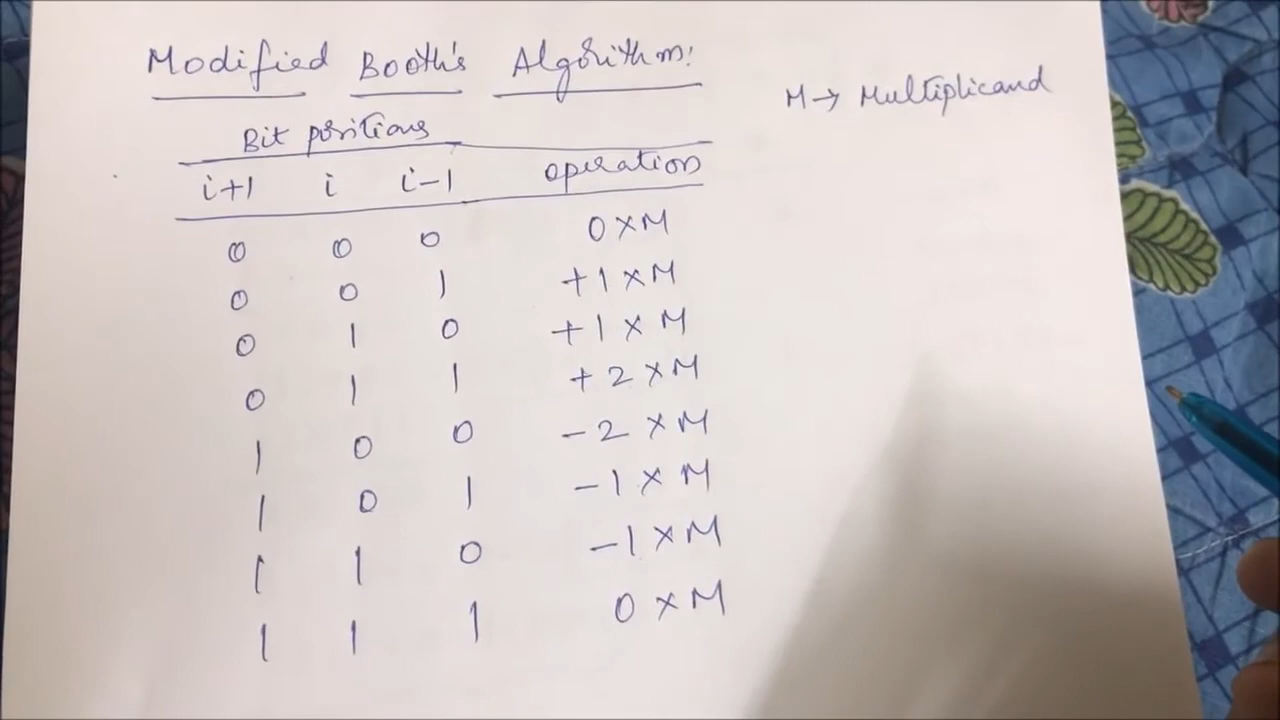 Modified Booth's Algorithm:
M → Multiplicand
Bit positions
i+1 i i-1 operation
0 0 0 0 × M
0 0 1 +1 × M
0 1 0 +1 × M
0 1 1 +2 × M
1 0 0 -2 × M
1 0 1 -1 × M
1 1 0 -1 × M
1 1 1 0 × M